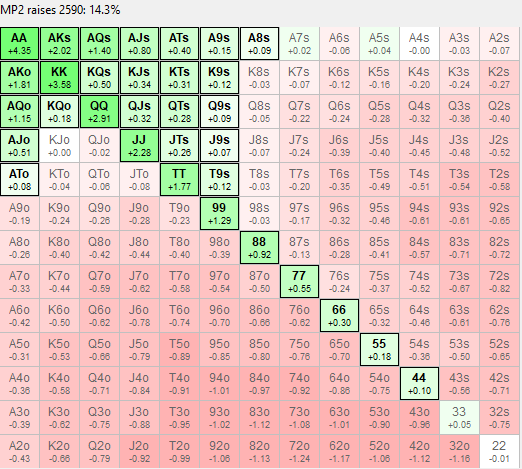 MP2 raises 2590: 14.3%
AA AKs AQs AJs ATs A9s A8s A7s A6s A5s A4s A3s A2s
+4.35 +2.02 +1.40 +0.80 +0.40 +0.15 +0.09 +0.02 -0.06 -0.04 -0.00 -0.03 -0.07
AKo KK KQs KJs KTs K9s K8s K7s K6s K5s K4s K3s K2s
+1.81 +3.58 +0.50 +0.34 +0.31 +0.12 -0.03 -0.07 -0.12 -0.16 -0.20 -0.24 -0.27
AQo KQo QQ QJs QTs Q9s Q8s Q7s Q6s Q5s Q4s Q3s Q2s
+1.15 +0.18 +2.91 +0.32 +0.28 +0.09 -0.05 -0.22 -0.24 -0.28 -0.32 -0.36 -0.40
AJo KJo QJo JJ JTs J9s J8s J7s J6s J5s J4s J3s J2s
+0.51 +0.00 -0.02 +2.28 +0.26 +0.07 -0.07 -0.24 -0.39 -0.40 -0.45 -0.48 -0.52
ATo KTo QTo JTo TT T9s T8s T7s T6s T5s T4s T3s T2s
+0.08 -0.04 -0.06 -0.08 +1.77 +0.12 -0.03 -0.20 -0.35 -0.49 -0.51 -0.54 -0.58
A9o K9o Q9o J9o T9o 99 98s 97s 96s 95s 94s 93s 92s
-0.19 -0.24 -0.26 -0.28 -0.23 +1.29 -0.03 -0.17 -0.32 -0.46 -0.61 -0.61 -0.65
A8o K8o Q8o J8o T8o 98o 88 87s 86s 85s 84s 83s 82s
-0.26 -0.40 -0.42 -0.44 -0.40 -0.39 +0.92 -0.13 -0.28 -0.41 -0.57 -0.71 -0.72
A7o K7o Q7o J7o T7o 97o 87o 77 76s 75s 74s 73s 72s
-0.33 -0.44 -0.59 -0.62 -0.58 -0.54 -0.50 +0.55 -0.24 -0.37 -0.52 -0.67 -0.82
A6o K6o Q6o J6o T6o 96o 86o 76o 66 65s 64s 63s 62s
-0.42 -0.50 -0.62 -0.78 -0.74 -0.70 -0.66 -0.62 +0.30 -0.32 -0.46 -0.61 -0.76
A5o K5o Q5o J5o T5o 95o 85o 75o 65o 55 54s 53s 52s
-0.31 -0.53 -0.66 -0.79 -0.89 -0.85 -0.80 -0.76 -0.70 +0.18 -0.36 -0.50 -0.65
A4o K4o Q4o J4o T4o 94o 84o 74o 64o 54o 44 43s 42s
-0.36 -0.58 -0.71 -0.84 -0.91 -1.01 -0.97 -0.92 -0.86 -0.75 +0.10 -0.56 -0.71
A3o K3o Q3o J3o T3o 93o 83o 73o 63o 53o 43o 33 32s
-0.39 -0.62 -0.75 -0.88 -0.95 -1.02 -1.12 -1.08 -1.01 -0.90 -0.96 +0.05 -0.75
A2o K2o Q2o J2o T2o 92o 82o 72o 62o 52o 42o 32o 22
-0.43 -0.66 -0.79 -0.92 -0.99 -1.06 -1.13 -1.24 -1.17 -1.06 -1.12 -1.16 -0.01